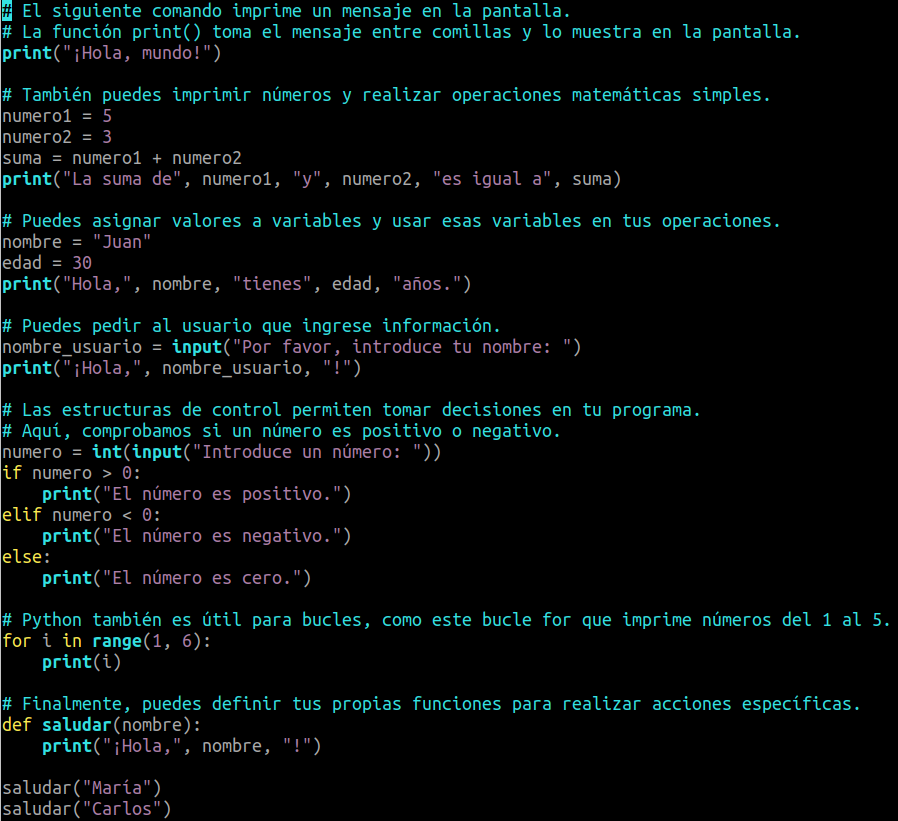 # El siguiente comando imprime un mensaje en la pantalla.
# La función print() toma el mensaje entre comillas y lo muestra en la pantalla.
print("¡Hola, mundo!")

# También puedes imprimir números y realizar operaciones matemáticas simples.
numero1 = 5
numero2 = 3
suma = numero1 + numero2
print("La suma de", numero1, "y", numero2, "es igual a", suma)

# Puedes asignar valores a variables y usar esas variables en tus operaciones.
nombre = "Juan"
edad = 30
print("Hola,", nombre, "tienes", edad, "años.")

# Puedes pedir al usuario que ingrese información.
nombre_usuario = input("Por favor, introduce tu nombre: ")
print("¡Hola,", nombre_usuario, "!")

# Las estructuras de control permiten tomar decisiones en tu programa.
# Aquí, comprobamos si un número es positivo o negativo.
numero = int(input("Introduce un número: "))
if numero > 0:
    print("El número es positivo.")
elif numero < 0:
    print("El número es negativo.")
else:
    print("El número es cero.")

# Python también es útil para bucles, como este bucle for que imprime números del 1 al 5.
for i in range(1, 6):
    print(i)

# Finalmente, puedes definir tus propias funciones para realizar acciones específicas.
def saludar(nombre):
    print("¡Hola,", nombre, "!")

saludar("María")
saludar("Carlos")